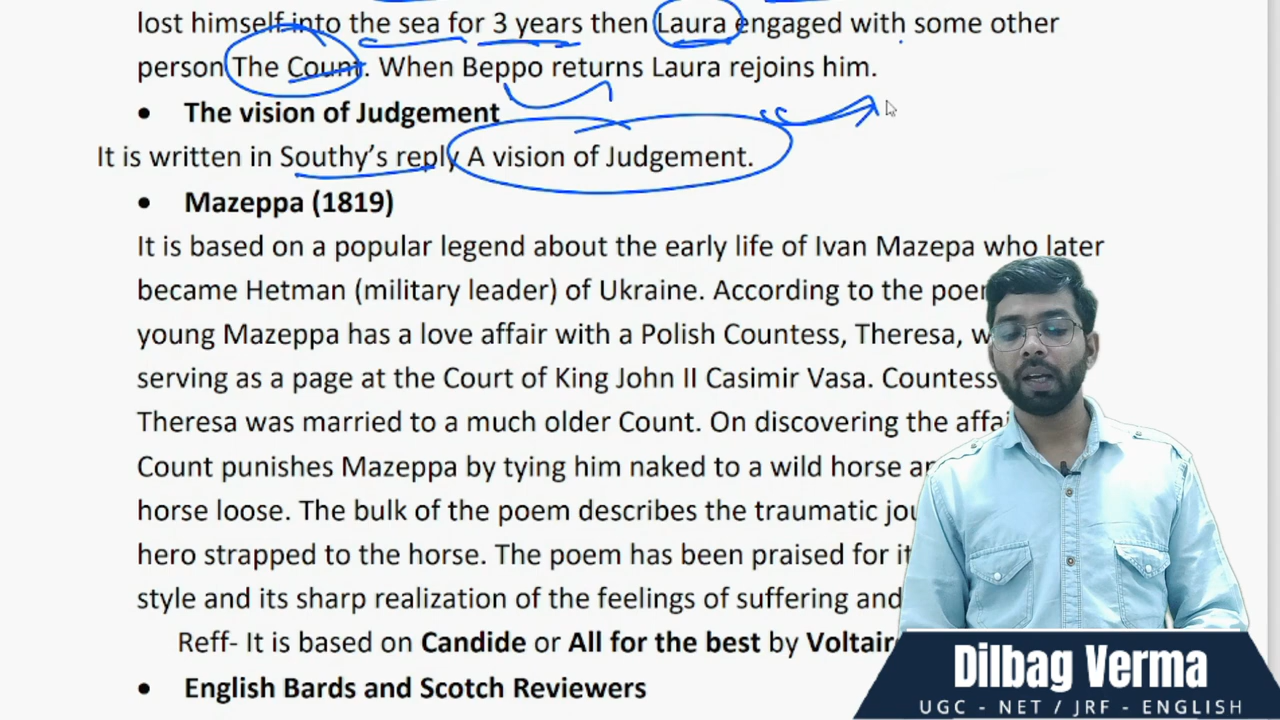 lost himself into the sea for 3 years then Laura engaged with some other
person The Count. When Beppo returns Laura rejoins him.
• The vision of Judgement
It is written in Southy's reply A vision of Judgement.
• Mazeppa (1819)
It is based on a popular legend about the early life of Ivan Mazepa who later
became Hetman (military leader) of Ukraine. According to the poem
young Mazeppa has a love affair with a Polish Countess, Theresa,
serving as a page at the Court of King John II Casimir Vasa. Countess
Theresa was married to a much older Count. On discovering the
Count punishes Mazeppa by tying him naked to a wild horse
horse loose. The bulk of the poem describes the traumatic
hero strapped to the horse. The poem has been praised for
style and its sharp realization of the feelings of suffering and
Reff- It is based on Candide or All for the best by
• English Bards and Scotch Reviewers
Dilbag Verma
UGC - NET / JRF - ENGLISH